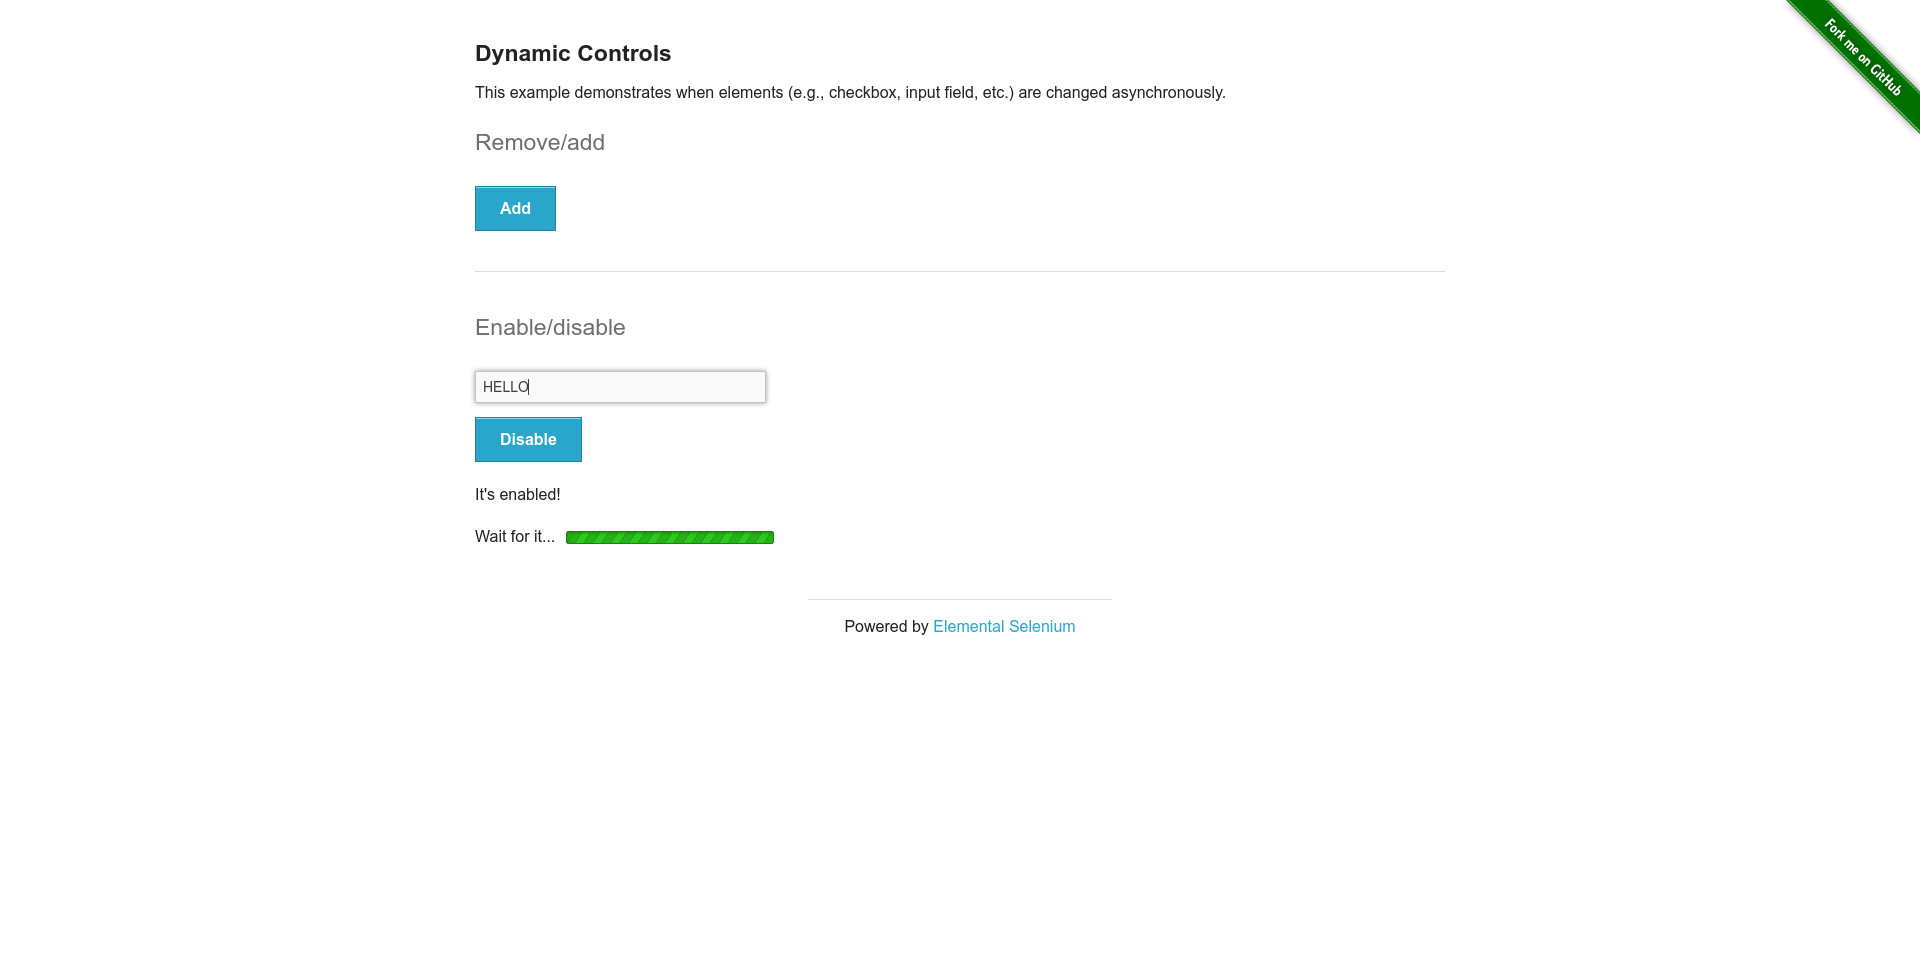 Fork me on GitHub
Dynamic Controls
This example demonstrates when elements (e.g., checkbox, input field, etc.) are changed asynchronously.
Remove/add
Add
Enable/disable
HELLO
Disable
It's enabled!
Wait for it...
Powered by Elemental Selenium